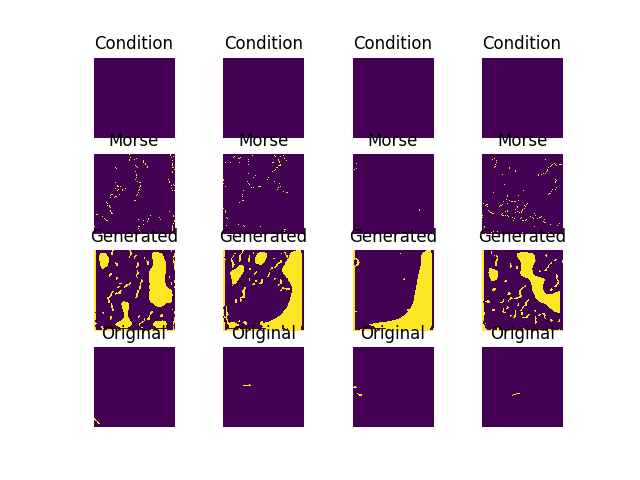 Condition Condition Condition Condition
Morse Morse Morse Morse
Generated Generated Generated Generated
Original Original Original Original